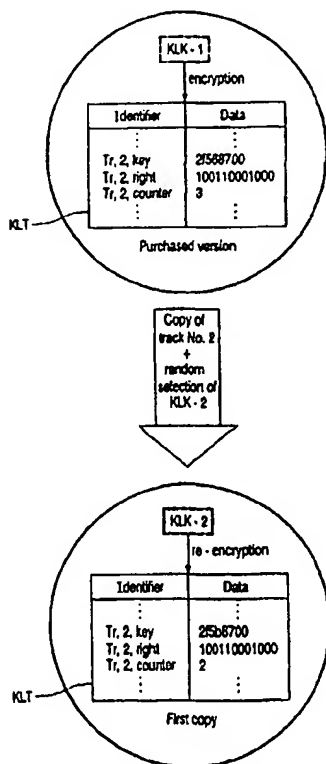 KLK - 1
encryption
Identifier Data
Tr, 2, key 2f568700
Tr, 2, right 100110001000
Tr, 2, counter 3
KLT
Purchased version
Copy of
track No. 2
+
random
selection of
KLK - 2
KLK - 2
re - encryption
Identifier Data
Tr, 2, key 2f5b8700
Tr, 2, right 100110001000
Tr, 2, counter 2
KLT
First copy